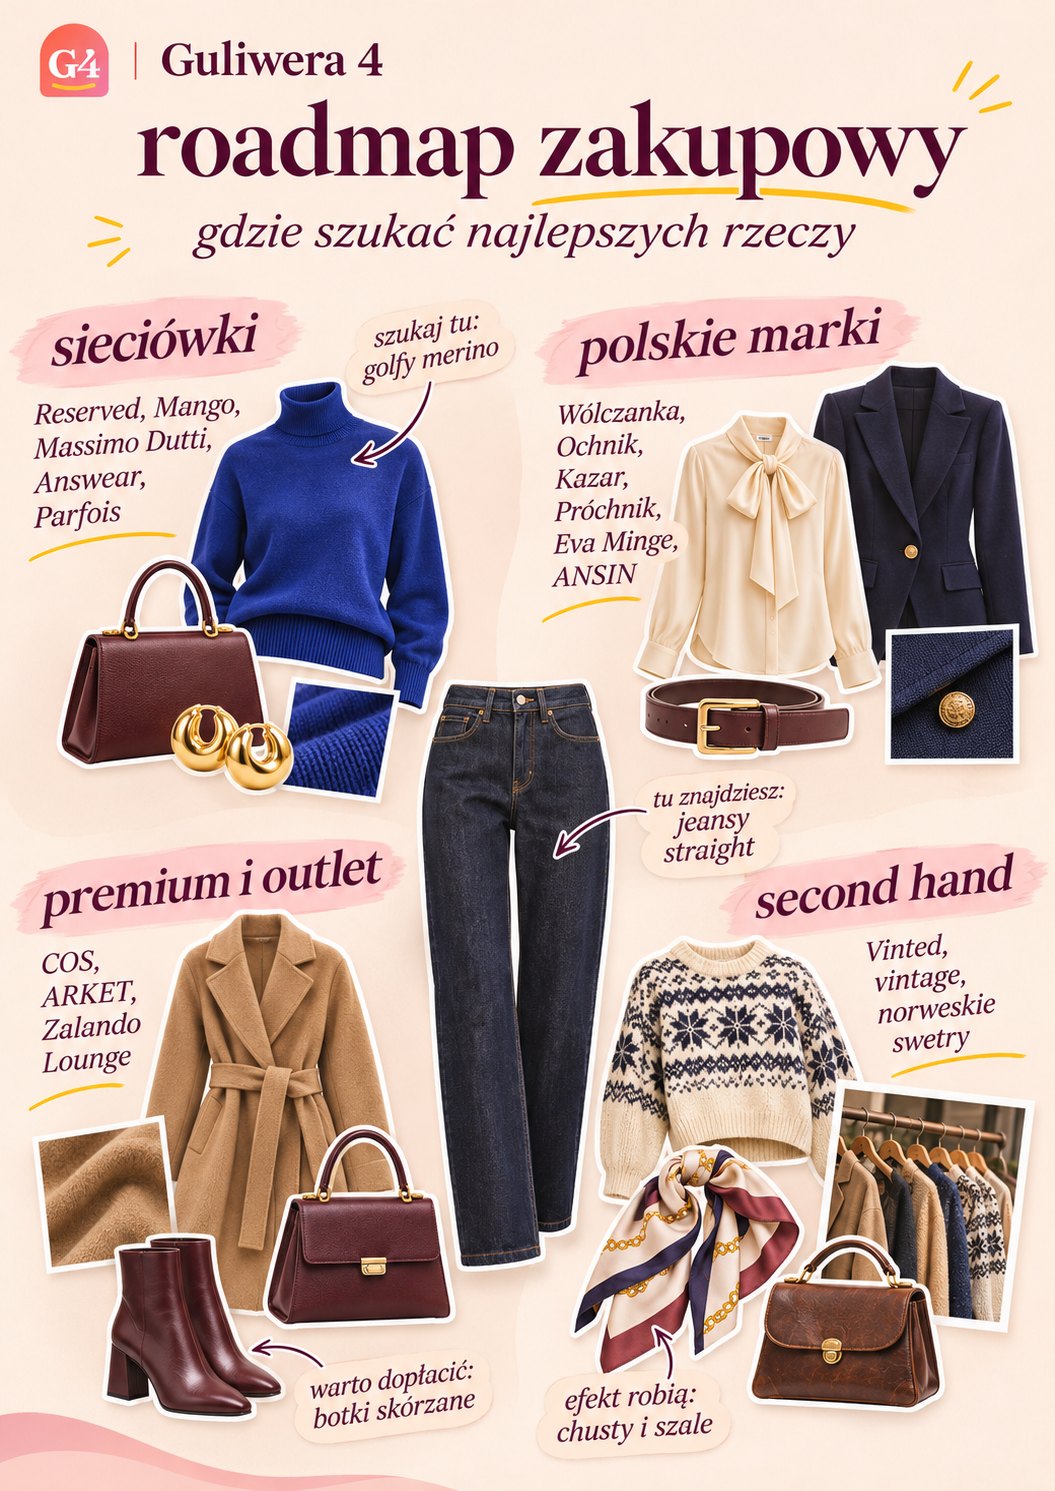 G4
Guliwera 4
roadmap zakupowy
gdzie szukać najlepszych rzeczy
sieciówki
szukaj tu:
golfy merino
Reserved, Mango,
Massimo Dutti,
Answear,
Parfois
polskie marki
Wólczanka,
Ochnik,
Kazar,
Próchnik,
Eva Minge,
ANSIN
tu znajdziesz:
jeansy
straight
premium i outlet
COS,
ARKET,
Zalando
Lounge
second hand
Vinted,
vintage,
norweskie
swetry
warto dopłacić:
botki skórzane
efekt robią:
chusty i szale